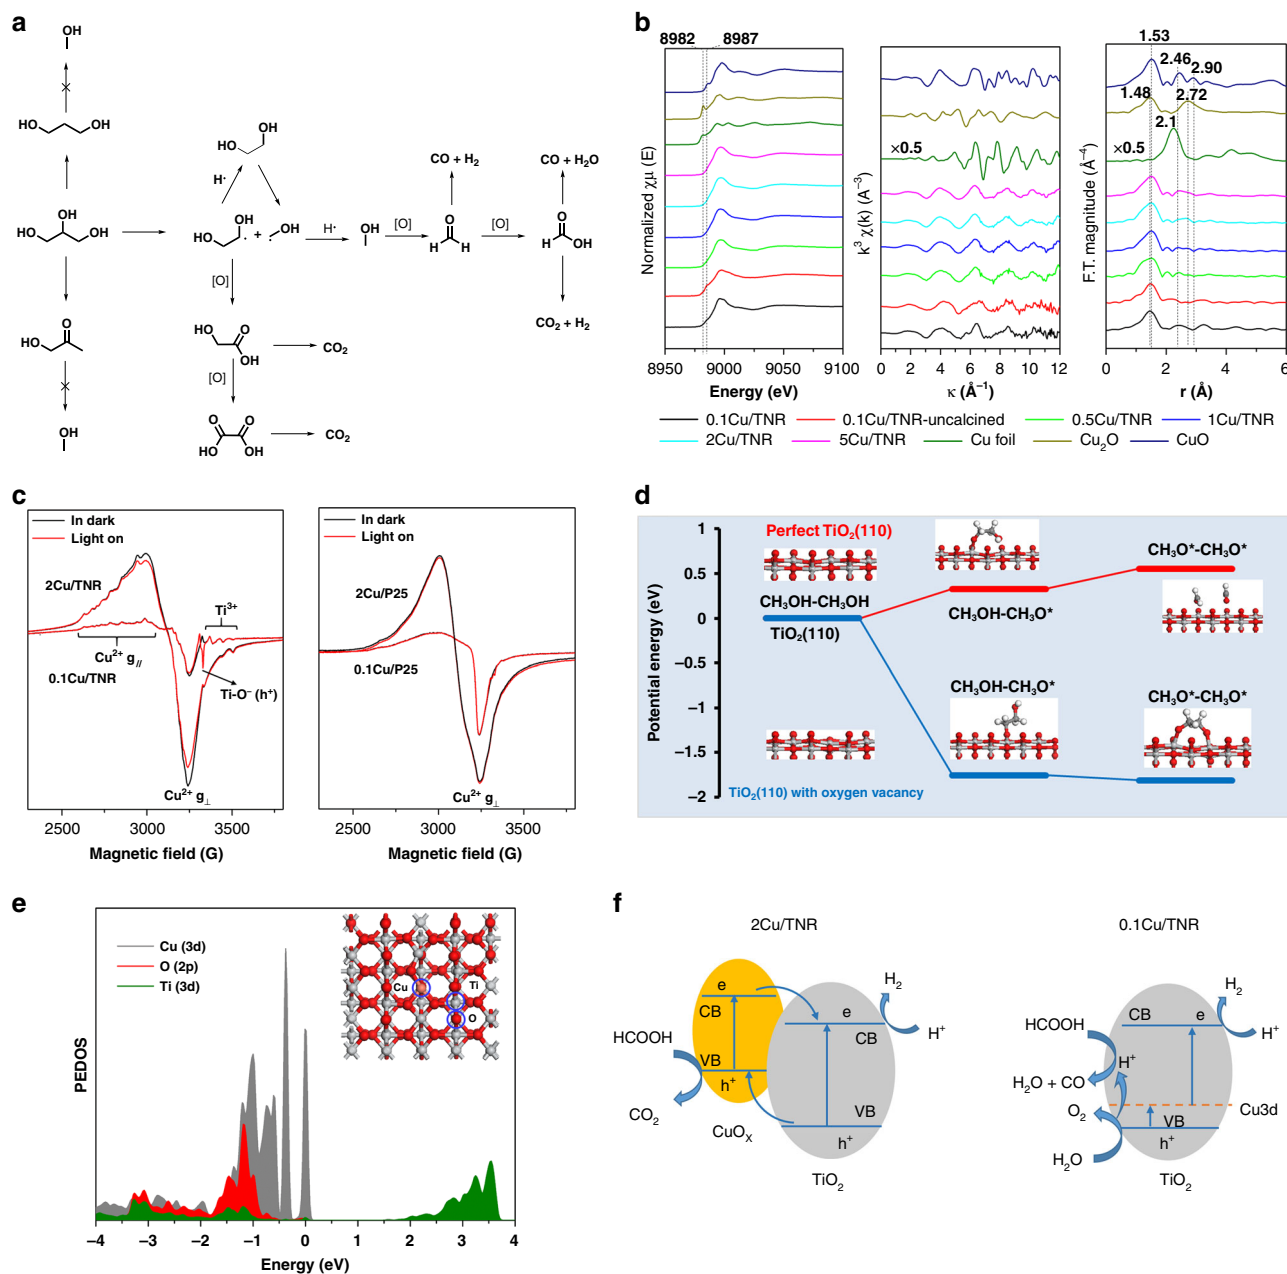 a
OH
HO OH
OH
HO OH
O
HO
OH
OH
HO
H·
OH
HO · + :OH
H·
OH
[O]
CO + H₂
O
H H
[O]
CO + H₂O
O
H OH
CO₂ + H₂
[O]
HO O
OH
CO₂
[O]
O O
HO OH
CO₂
b
8982 8987
Normalized χμ (E)
8950 9000 9050 9100
Energy (eV)
k³ χ(k) (A⁻³)
×0.5
0 2 4 6 8 10 12
κ (Å⁻¹)
1.53
2.46
2.90
1.48
2.72
2.1
×0.5
F.T. magnitude (Å⁻⁴)
0 2 4 6
r (Å)
0.1Cu/TNR 0.1Cu/TNR-uncalcined 0.5Cu/TNR 1Cu/TNR
2Cu/TNR 5Cu/TNR Cu foil Cu₂O CuO
c
In dark
Light on
2Cu/TNR
Ti³⁺
Cu²⁺ g//
0.1Cu/TNR
Ti-O⁻ (h⁺)
Cu²⁺ g⊥
2500 3000 3500
Magnetic field (G)
In dark
Light on
2Cu/P25
0.1Cu/P25
Cu²⁺ g⊥
2500 3000 3500
Magnetic field (G)
d
Potential energy (eV)
1
0.5
0
−0.5
−1
−1.5
−2
Perfect TiO₂(110)
CH₃OH-CH₃OH
TiO₂(110)
CH₃OH-CH₃O*
CH₃O*-CH₃O*
CH₃OH-CH₃O*
CH₃O*-CH₃O*
TiO₂(110) with oxygen vacancy
e
PEDOS
Cu (3d)
O (2p)
Ti (3d)
Cu Ti
O
−4 −3 −2 −1 0 1 2 3 4
Energy (eV)
f
2Cu/TNR
e
CB
VB
h⁺
HCOOH
CO₂
CuOₓ
e
CB
VB
h⁺
H₂
H⁺
TiO₂
0.1Cu/TNR
HCOOH
CB e
H₂
H⁺
H⁺
H₂O + CO
O₂
Cu3d
VB
h⁺
H₂O
TiO₂